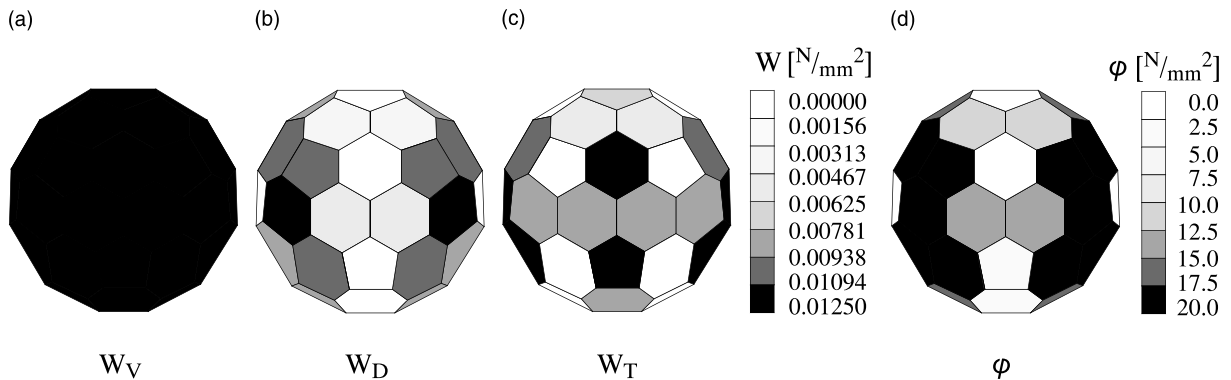 (a)
(b)
(c)
(d)
W [N/mm2]
0.00000
0.00156
0.00313
0.00467
0.00625
0.00781
0.00938
0.01094
0.01250
φ [N/mm2]
0.0
2.5
5.0
7.5
10.0
12.5
15.0
17.5
20.0
WV
WD
WT
φ